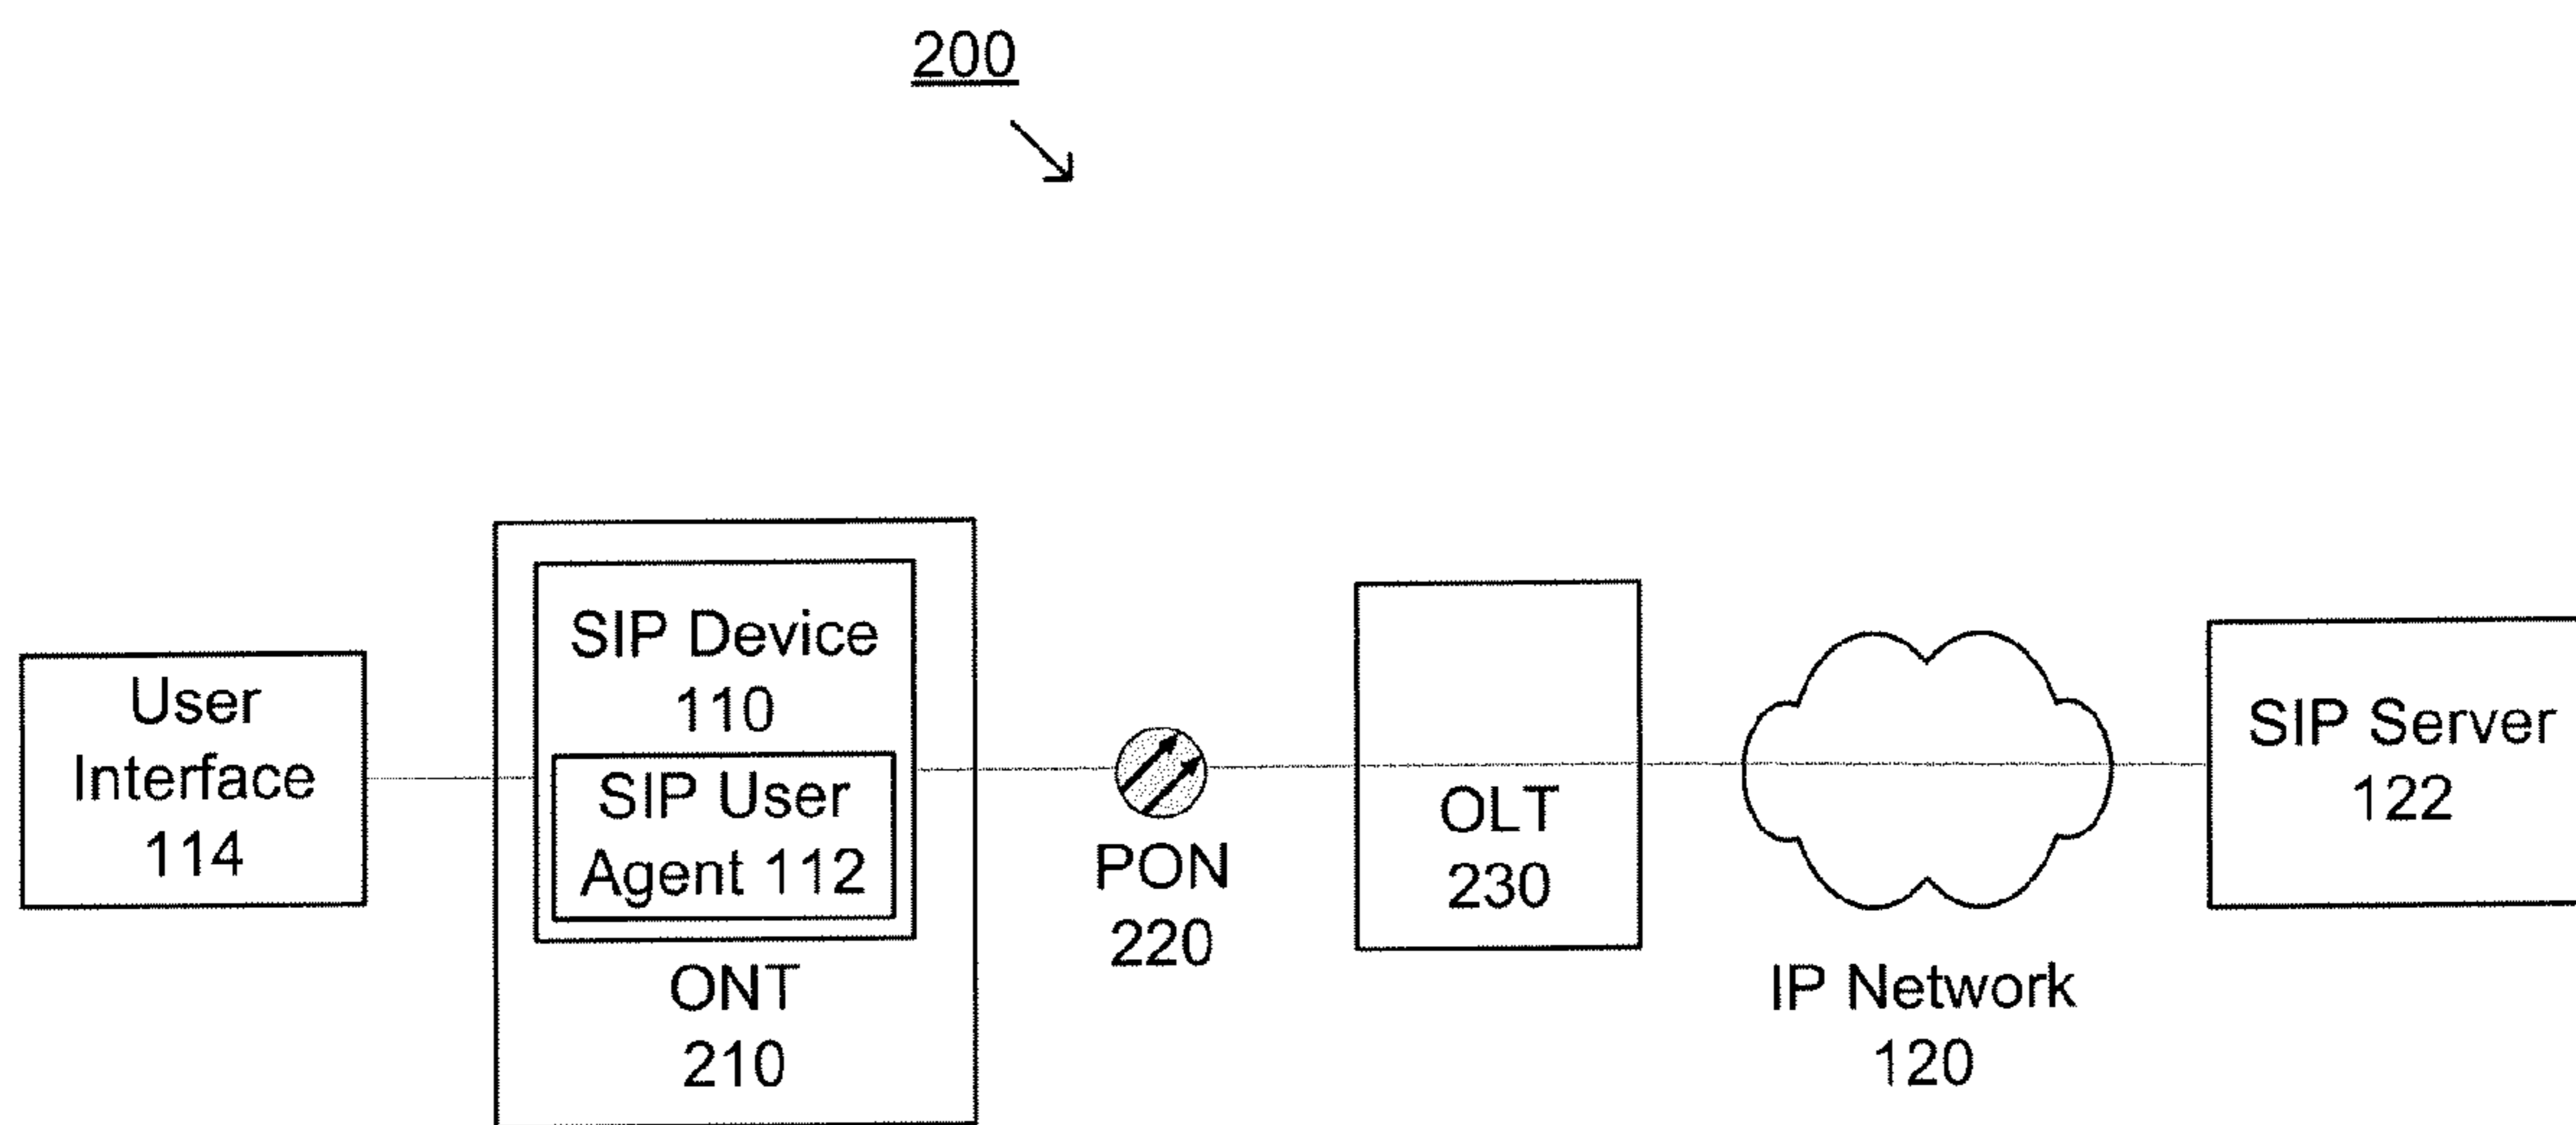 200
User
Interface
114
SIP Device
110
SIP User
Agent 112
ONT
210
PON
220
OLT
230
IP Network
120
SIP Server
122